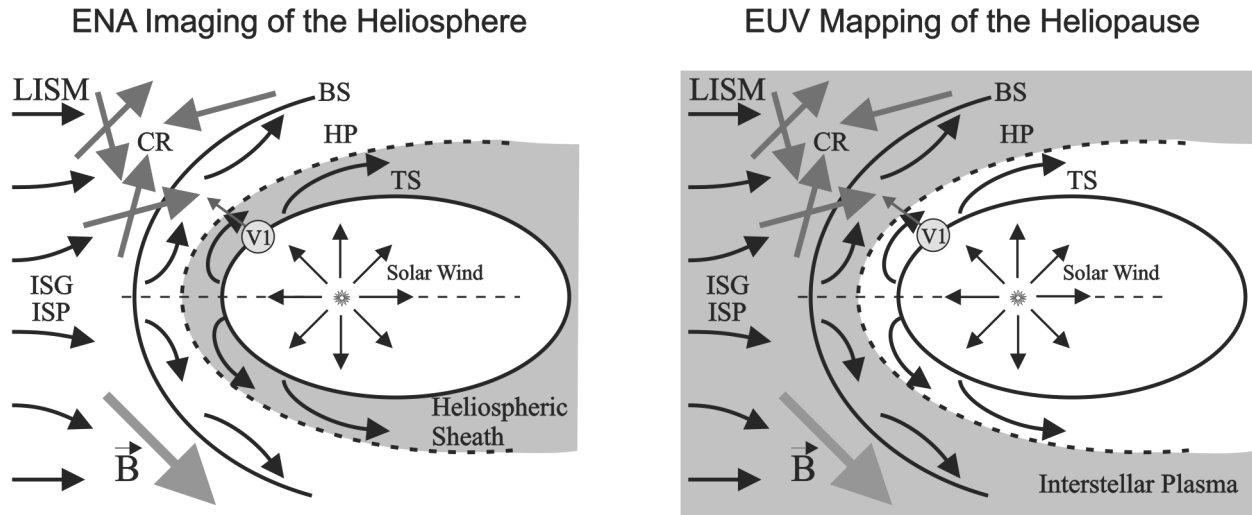 ENA Imaging of the Heliosphere
LISM
BS
CR
HP
TS
V1
Solar Wind
ISG
ISP
Heliospheric
Sheath
B
EUV Mapping of the Heliopause
LISM
BS
CR
HP
TS
V1
Solar Wind
ISG
ISP
B
Interstellar Plasma